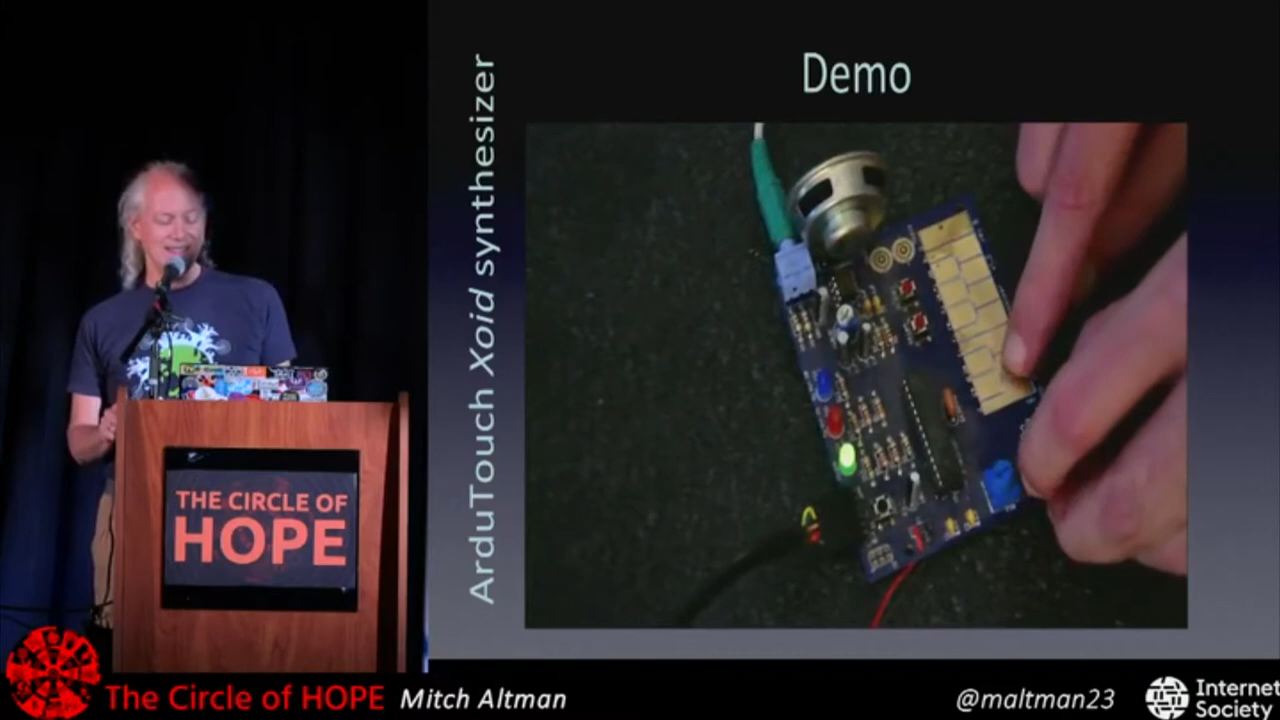 Demo
ArduTouch Xoid synthesizer
THE CIRCLE OF
HOPE
The Circle of HOPE
Mitch Altman
@maltman23
Internet
Society